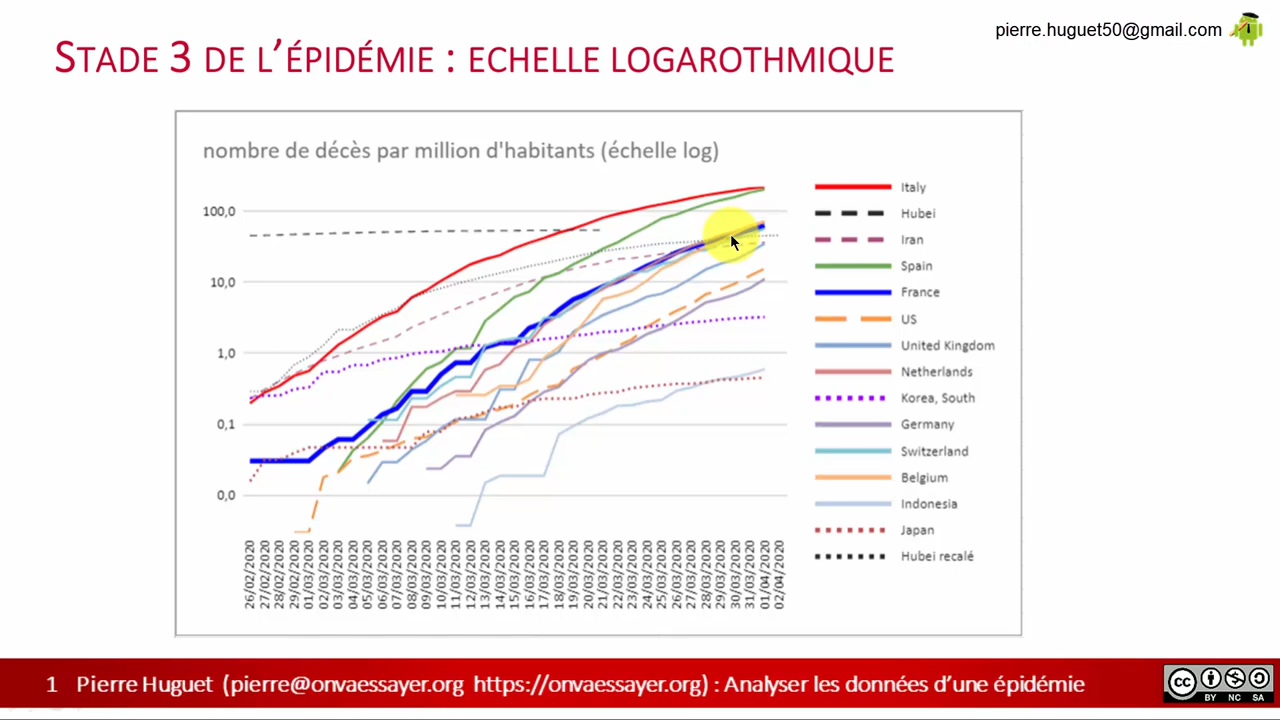 pierre.huguet50@gmail.com
STADE 3 DE L'ÉPIDÉMIE : ECHELLE LOGAROTHMIQUE
nombre de décès par million d'habitants (échelle log)
100,0
10,0
1,0
0,1
0,0
Italy
Hubei
Iran
Spain
France
US
United Kingdom
Netherlands
Korea, South
Germany
Switzerland
Belgium
Indonesia
Japan
Hubei recalé
26/02/2020
27/02/2020
28/02/2020
29/02/2020
01/03/2020
02/03/2020
03/03/2020
04/03/2020
05/03/2020
06/03/2020
07/03/2020
08/03/2020
09/03/2020
10/03/2020
11/03/2020
12/03/2020
13/03/2020
14/03/2020
15/03/2020
16/03/2020
17/03/2020
18/03/2020
19/03/2020
20/03/2020
21/03/2020
22/03/2020
23/03/2020
24/03/2020
25/03/2020
26/03/2020
27/03/2020
28/03/2020
29/03/2020
30/03/2020
31/03/2020
01/04/2020
02/04/2020
1 Pierre Huguet (pierre@onvaessayer.org https://onvaessayer.org) : Analyser les données d'une épidémie
cc
BY NC SA